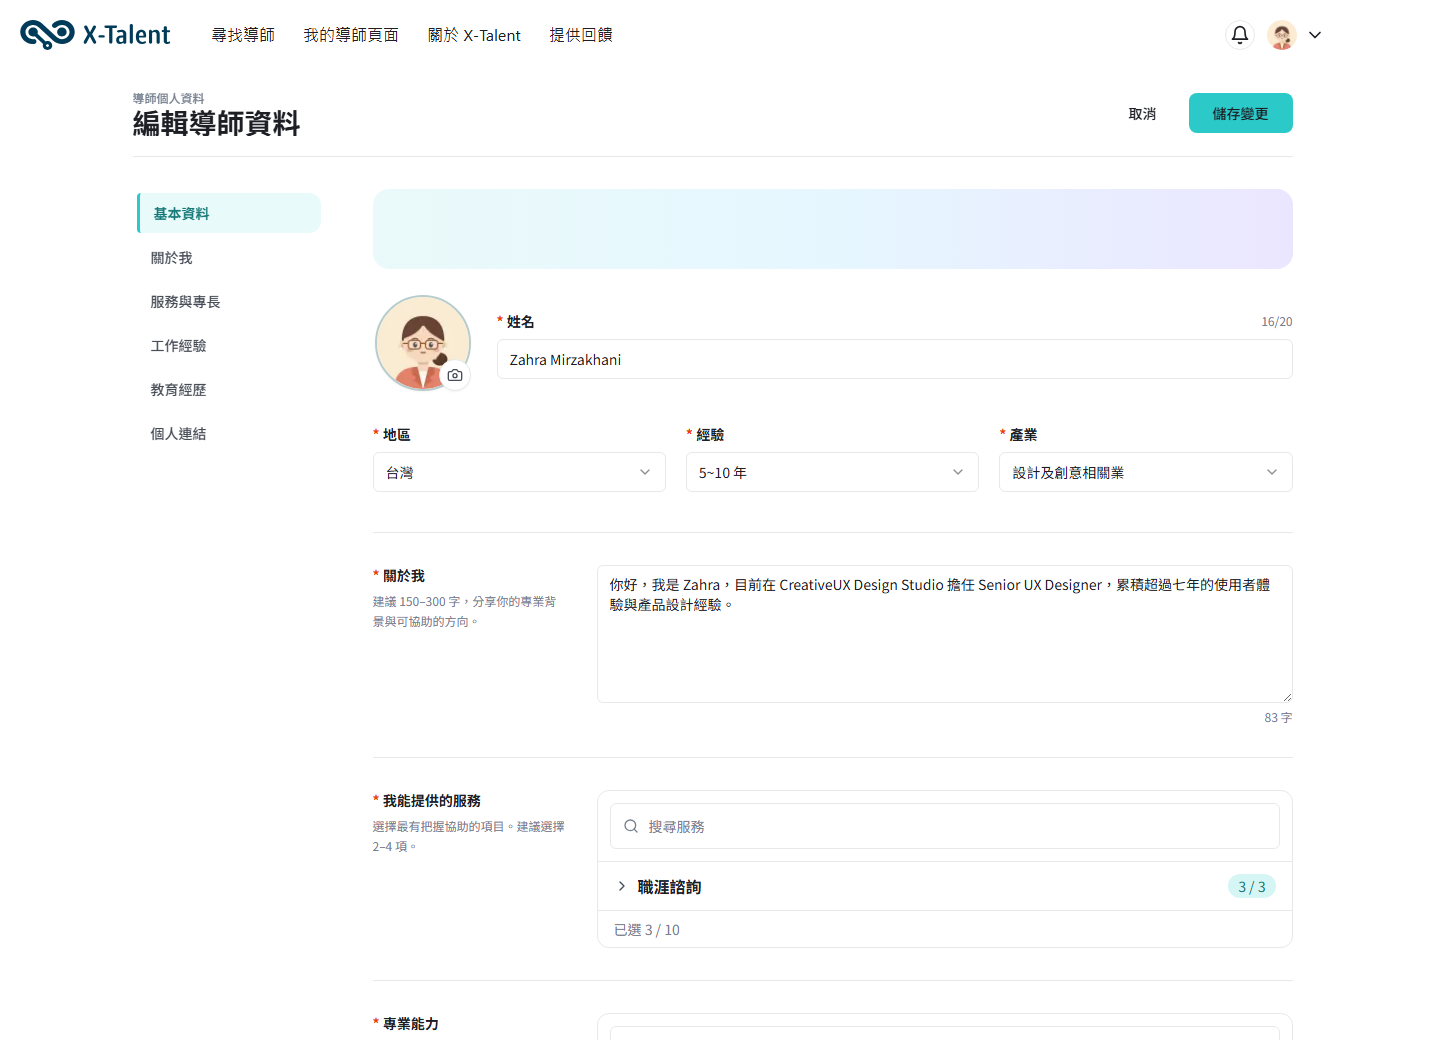 X-Talent
尋找導師
我的導師頁面
關於 X-Talent
提供回饋
導師個人資料
編輯導師資料
取消
儲存變更
基本資料
關於我
服務與專長
工作經驗
教育經歷
個人連結
* 姓名
16/20
Zahra Mirzakhani
* 地區
* 經驗
* 產業
台灣
5~10 年
設計及創意相關業
* 關於我
建議 150–300 字，分享你的專業背
景與可協助的方向。
你好，我是 Zahra，目前在 CreativeUX Design Studio 擔任 Senior UX Designer，累積超過七年的使用者體
驗與產品設計經驗。
83 字
* 我能提供的服務
選擇最有把握協助的項目。建議選擇
2–4 項。
搜尋服務
職涯諮詢
3 / 3
已選 3 / 10
* 專業能力